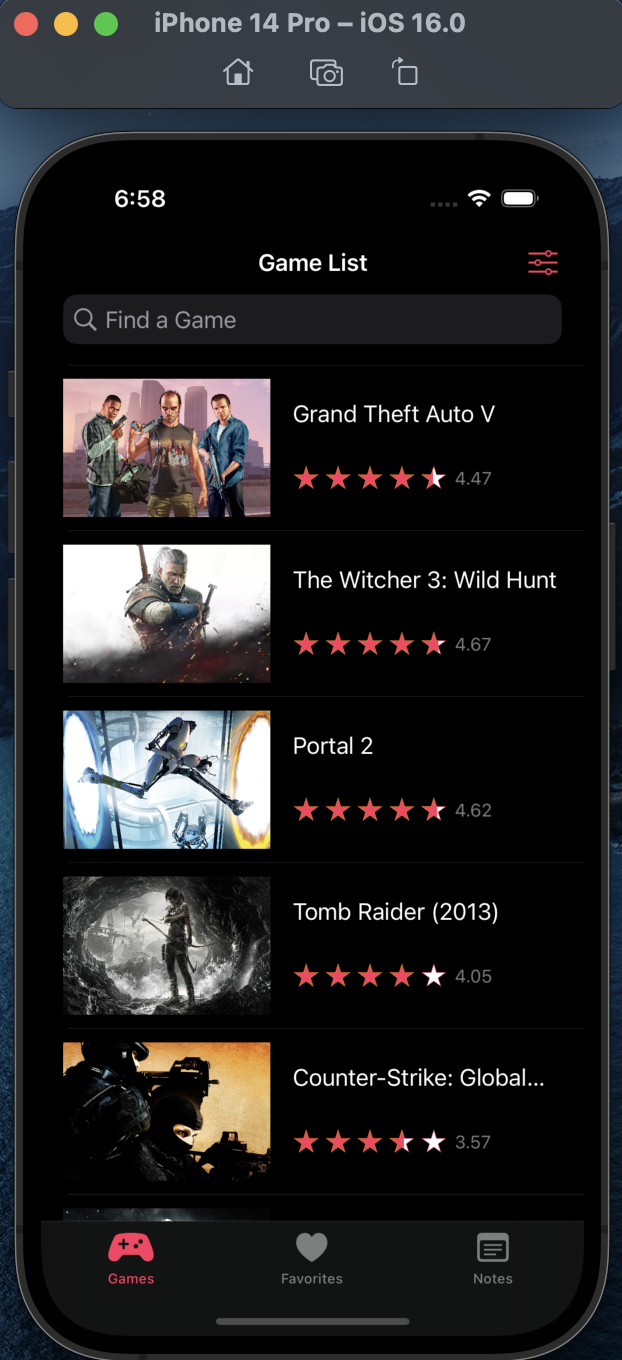 iPhone 14 Pro – iOS 16.0
6:58
Game List
Find a Game
Grand Theft Auto V
4.47
The Witcher 3: Wild Hunt
4.67
Portal 2
4.62
Tomb Raider (2013)
4.05
Counter-Strike: Global...
3.57
Games Favorites Notes